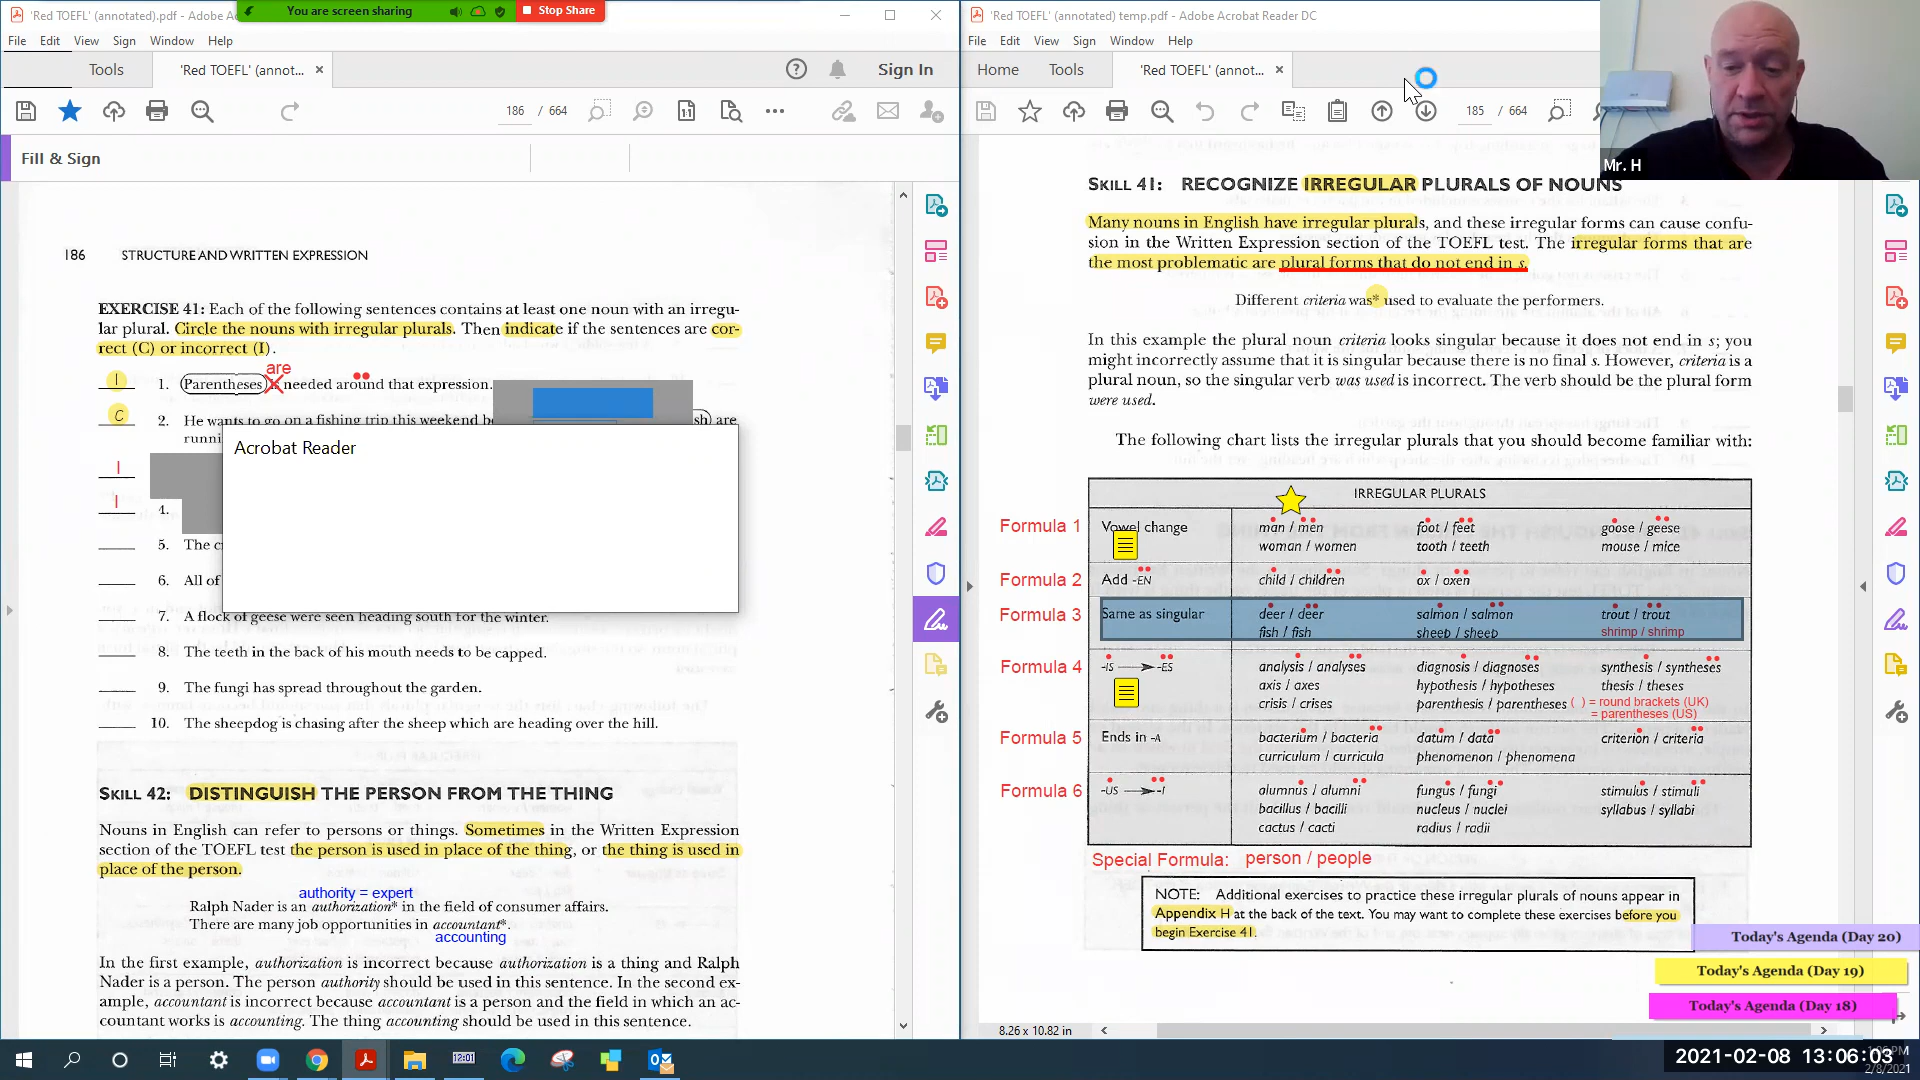 'Red TOEFL' (annotated).pdf - Adobe Ac
You are screen sharing
Stop Share
File Edit View Sign Window Help
Tools
'Red TOEFL' (annot...
Sign In
186 / 664
Fill & Sign
186 STRUCTURE AND WRITTEN EXPRESSION
EXERCISE 41: Each of the following sentences contains at least one noun with an irregu-
lar plural. Circle the nouns with irregular plurals. Then indicate if the sentences are cor-
rect (C) or incorrect (I).
are
I 1. Parentheses needed around that expression.
C 2. He wants to go on a fishing trip this weekend be sh are
runni
I
I 4.
Acrobat Reader
5. The c
6. All of
7. A flock of geese were seen heading south for the winter.
8. The teeth in the back of his mouth needs to be capped.
9. The fungi has spread throughout the garden.
10. The sheepdog is chasing after the sheep which are heading over the hill.
SKILL 42: DISTINGUISH THE PERSON FROM THE THING
Nouns in English can refer to persons or things. Sometimes in the Written Expression
section of the TOEFL test the person is used in place of the thing, or the thing is used in
place of the person.
authority = expert
Ralph Nader is an authorization* in the field of consumer affairs.
There are many job opportunities in accountant*.
accounting
In the first example, authorization is incorrect because authorization is a thing and Ralph
Nader is a person. The person authority should be used in this sentence. In the second ex-
ample, accountant is incorrect because accountant is a person and the field in which an ac-
countant works is accounting. The thing accounting should be used in this sentence.
'Red TOEFL' (annotated) temp.pdf - Adobe Acrobat Reader DC
File Edit View Sign Window Help
Home Tools
'Red TOEFL' (annot...
185 / 664
Mr. H
SKILL 41: RECOGNIZE IRREGULAR PLURALS OF NOUNS
Many nouns in English have irregular plurals, and these irregular forms can cause confu-
sion in the Written Expression section of the TOEFL test. The irregular forms that are
the most problematic are plural forms that do not end in s.
Different criteria was* used to evaluate the performers.
In this example the plural noun criteria looks singular because it does not end in s; you
might incorrectly assume that it is singular because there is no final s. However, criteria is a
plural noun, so the singular verb was used is incorrect. The verb should be the plural form
were used.
The following chart lists the irregular plurals that you should become familiar with:
IRREGULAR PLURALS
Formula 1 Vowel change man / men foot / feet goose / geese
woman / women tooth / teeth mouse / mice
Formula 2 Add -EN child / children ox / oxen
Formula 3 Same as singular deer / deer salmon / salmon trout / trout
fish / fish sheep / sheep shrimp / shrimp
Formula 4 -IS -ES analysis / analyses diagnosis / diagnoses synthesis / syntheses
axis / axes hypothesis / hypotheses thesis / theses
crisis / crises parenthesis / parentheses ( ) = round brackets (UK)
= parentheses (US)
Formula 5 Ends in -A bacterium / bacteria datum / data criterion / criteria
curriculum / curricula phenomenon / phenomena
Formula 6 -US -I alumnus / alumni fungus / fungi stimulus / stimuli
bacillus / bacilli nucleus / nuclei syllabus / syllabi
cactus / cacti radius / radii
Special Formula: person / people
NOTE: Additional exercises to practice these irregular plurals of nouns appear in
Appendix H at the back of the text. You may want to complete these exercises before you
begin Exercise 41.
Today's Agenda (Day 20)
Today's Agenda (Day 19)
Today's Agenda (Day 18)
8.26 x 10.82 in
12:01
2021-02-08 13:06:03
2/8/2021